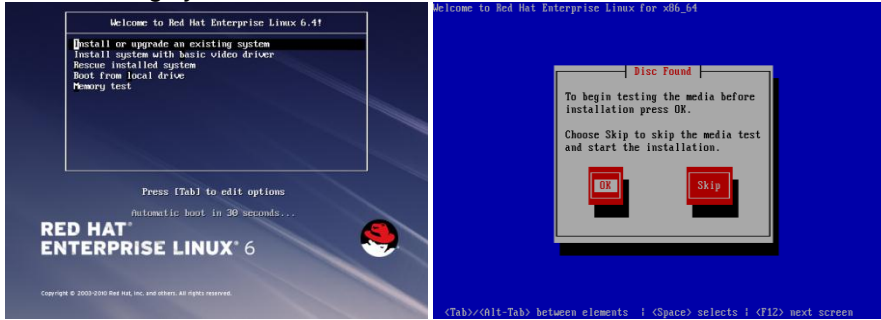 Welcome to Red Hat Enterprise Linux 6.4!
Install or upgrade an existing system
Install system with basic video driver
Rescue installed system
Boot from local drive
Memory test
Press [Tab] to edit options
Automatic boot in 30 seconds...
RED HAT®
ENTERPRISE LINUX® 6
Copyright © 2003-2010 Red Hat, Inc. and others. All rights reserved.
Welcome to Red Hat Enterprise Linux for x86_64
Disc Found
To begin testing the media before
installation press OK.
Choose Skip to skip the media test
and start the installation.
OK Skip
<Tab>/<Alt-Tab> between elements | <Space> selects | <F12> next screen